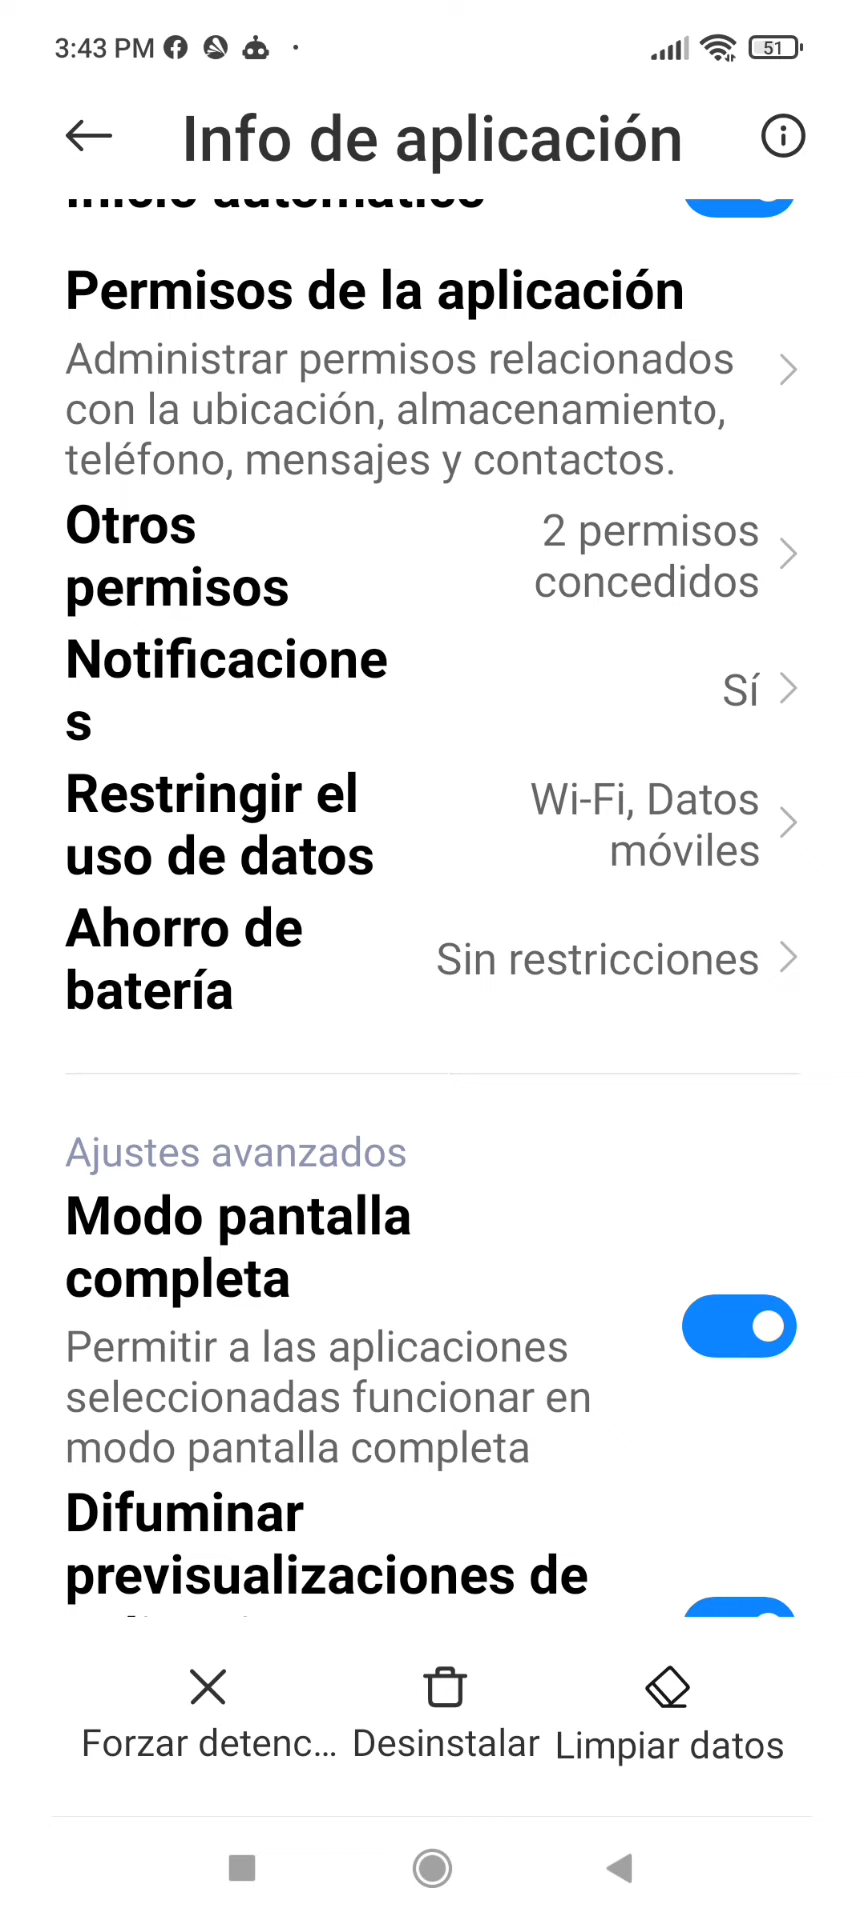 3:43 PM
51
Info de aplicación
Inicio automático
Permisos de la aplicación
Administrar permisos relacionados
con la ubicación, almacenamiento,
teléfono, mensajes y contactos.
Otros
permisos
2 permisos
concedidos
Notificacione
s
Sí
Restringir el
uso de datos
Wi-Fi, Datos
móviles
Ahorro de
batería
Sin restricciones
Ajustes avanzados
Modo pantalla
completa
Permitir a las aplicaciones
seleccionadas funcionar en
modo pantalla completa
Difuminar
previsualizaciones de
Forzar detenc...
Desinstalar
Limpiar datos